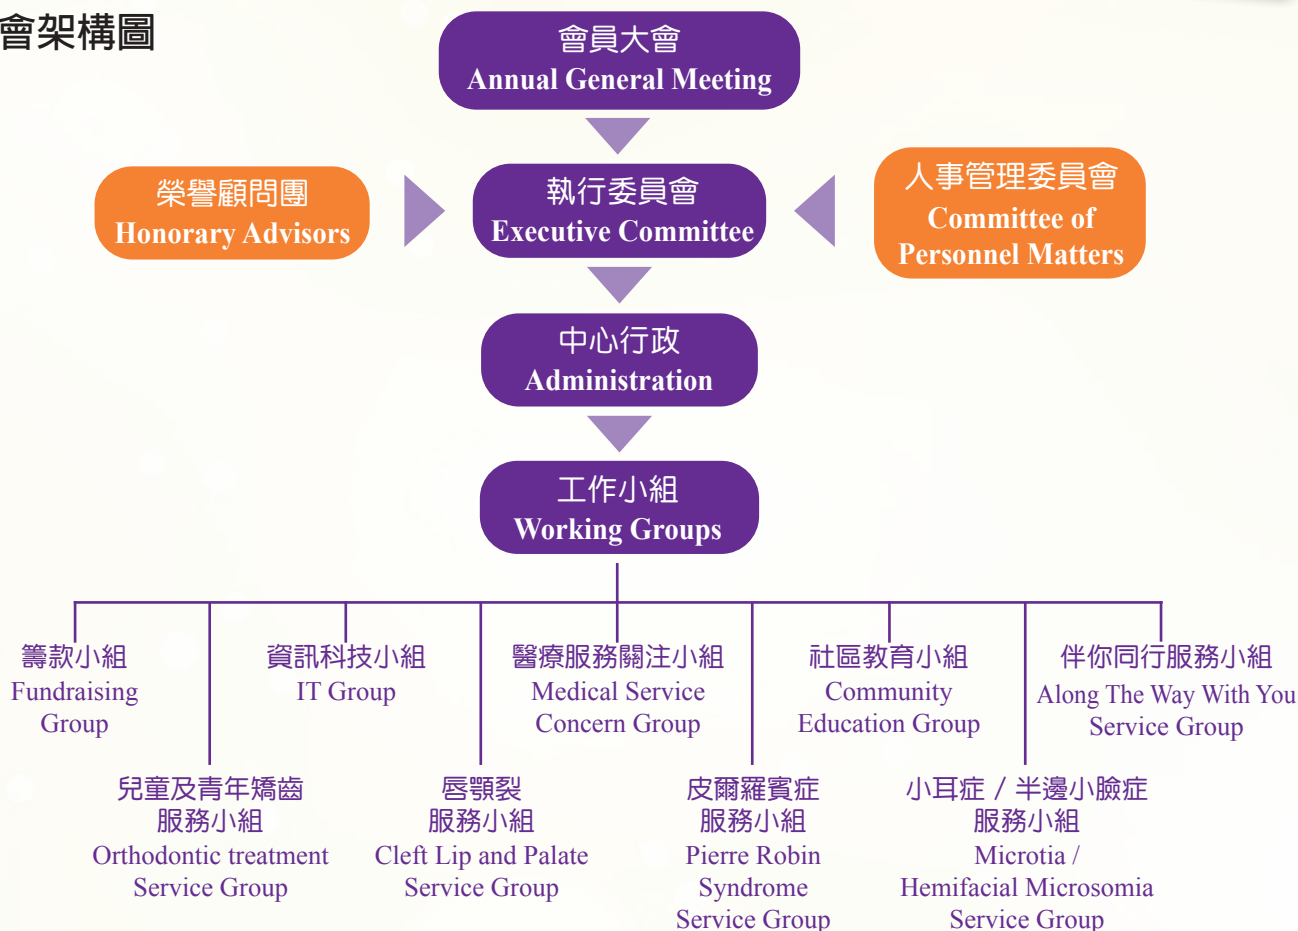 會架構圖
會員大會
Annual General Meeting
榮譽顧問團
Honorary Advisors
執行委員會
Executive Committee
人事管理委員會
Committee of
Personnel Matters
中心行政
Administration
工作小組
Working Groups
籌款小組
Fundraising
Group
資訊科技小組
IT Group
醫療服務關注小組
Medical Service
Concern Group
社區教育小組
Community
Education Group
伴你同行服務小組
Along The Way With You
Service Group
兒童及青年矯齒
服務小組
Orthodontic treatment
Service Group
唇顎裂
服務小組
Cleft Lip and Palate
Service Group
皮爾羅賓症
服務小組
Pierre Robin
Syndrome
Service Group
小耳症 / 半邊小臉症
服務小組
Microtia /
Hemifacial Microsomia
Service Group